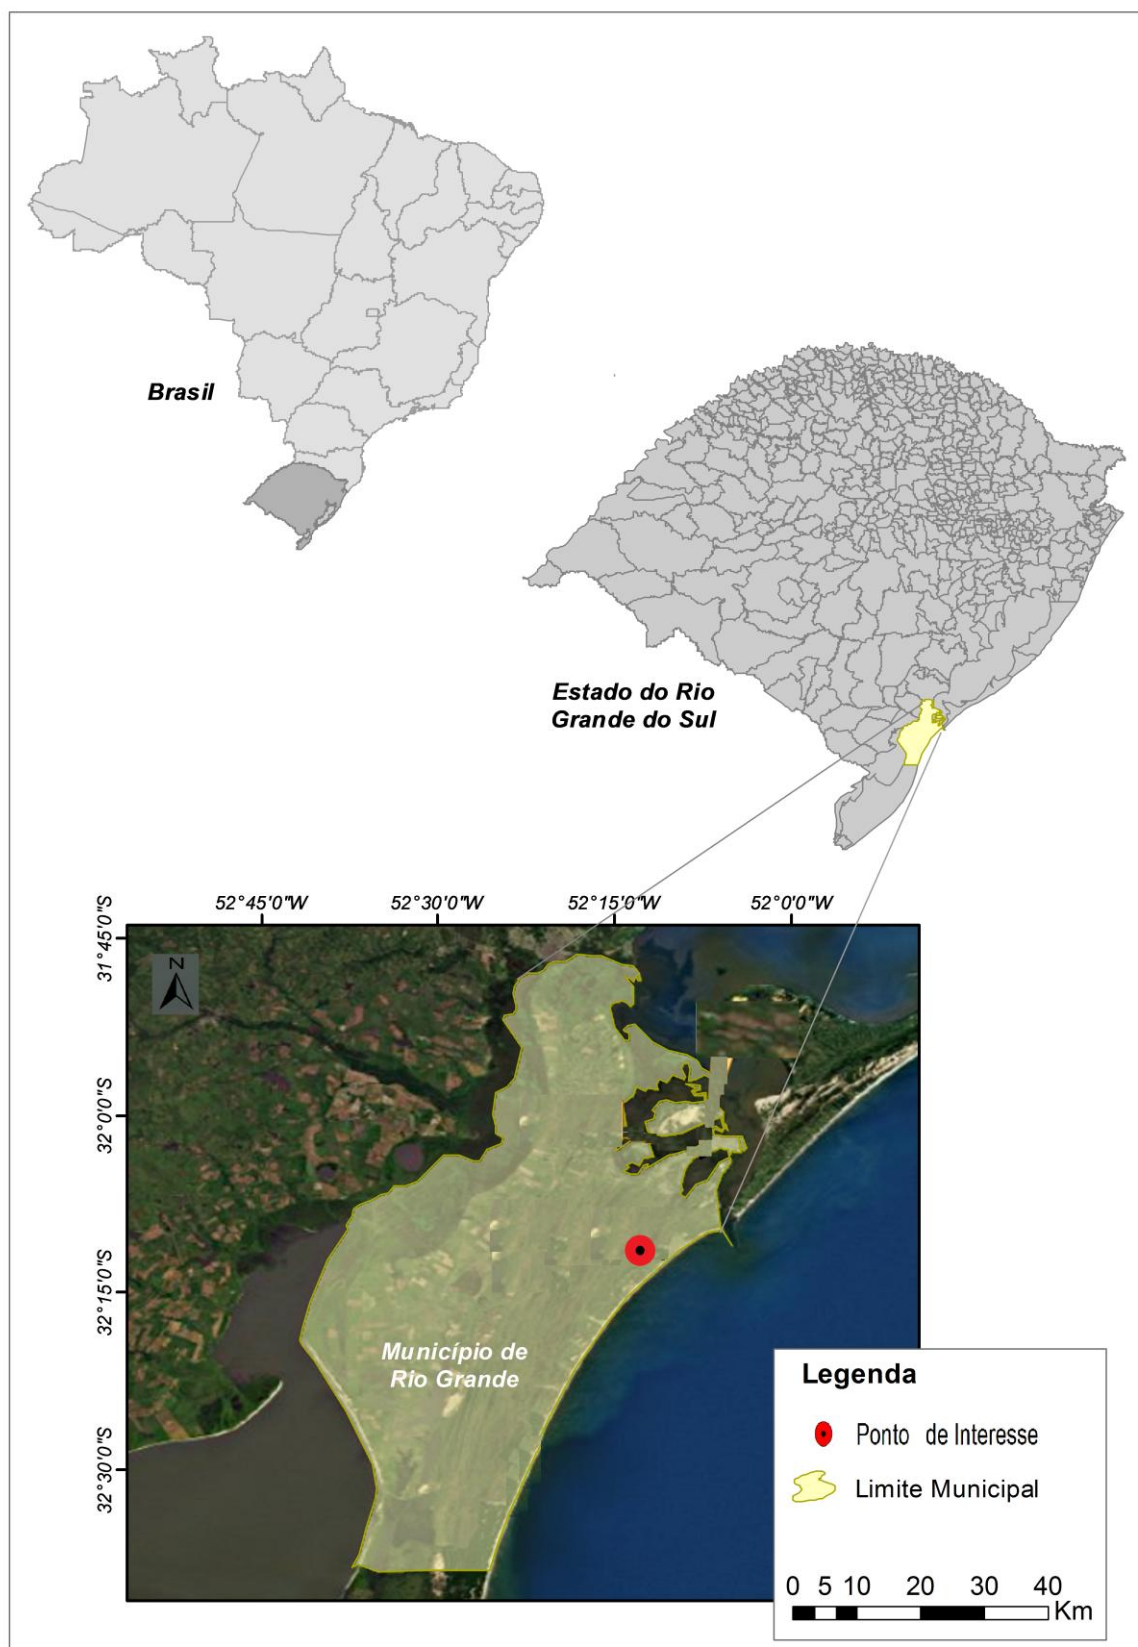 Brasil
Estado do Rio
Grande do Sul
52°45'0"W 52°30'0"W 52°15'0"W 52°0'0"W
31°45'0"S
32°0'0"S
32°15'0"S
32°30'0"S
N
Município de
Rio Grande
Legenda
Ponto de Interesse
Limite Municipal
0 5 10 20 30 40
Km